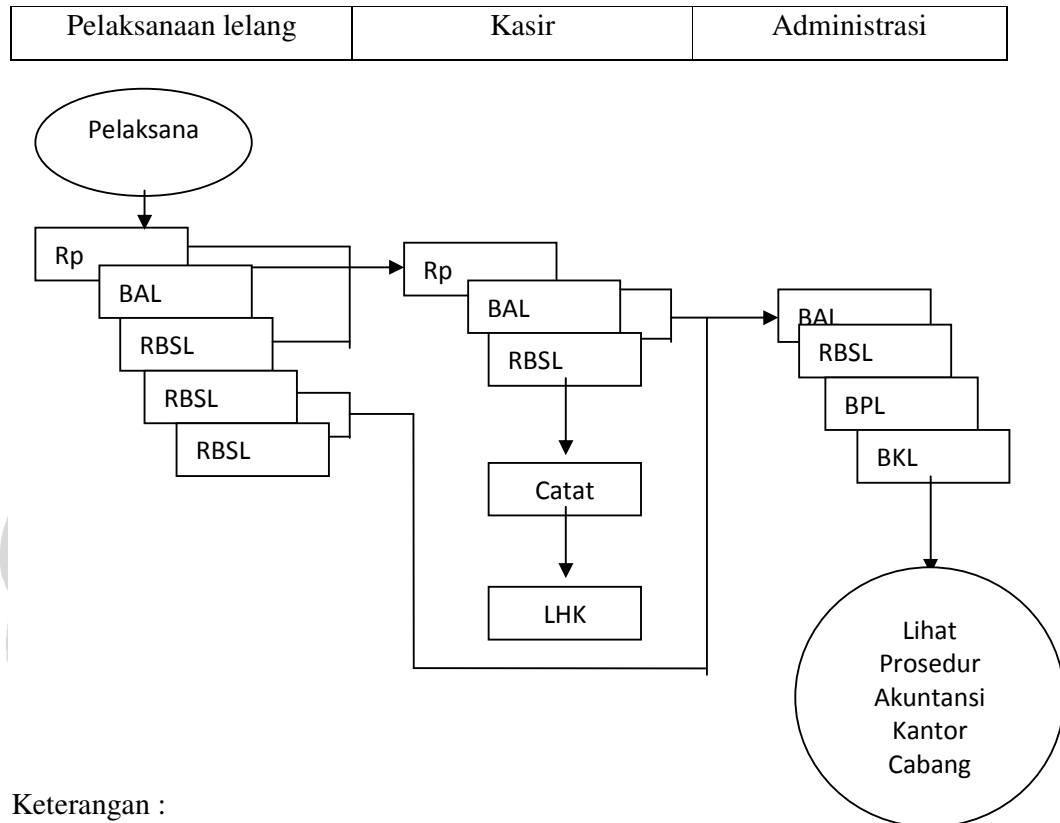 Pelaksanaan lelang
Kasir
Administrasi
Pelaksana
Rp
BAL
RBSL
RBSL
RBSL
Rp
BAL
RBSL
Catat
LHK
BAL
RBSL
BPL
BKL
Lihat
Prosedur
Akuntansi
Kantor
Cabang
Keterangan :